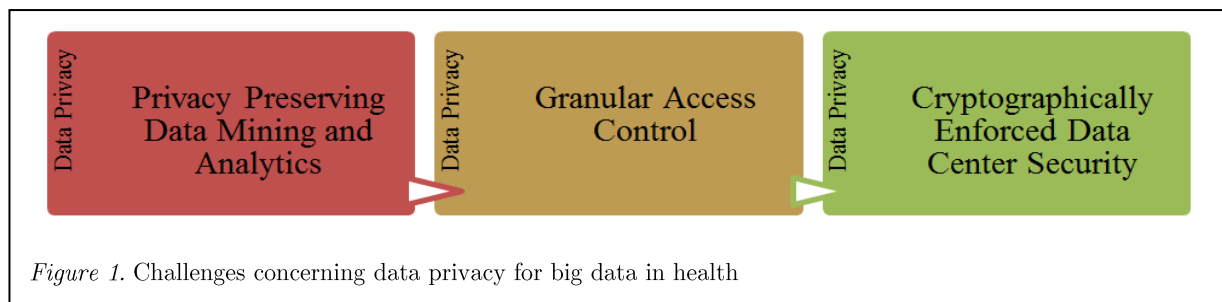 Data Privacy
Privacy Preserving
Data Mining and
Analytics
Data Privacy
Granular Access
Control
Data Privacy
Cryptographically
Enforced Data
Center Security
Figure 1. Challenges concerning data privacy for big data in health